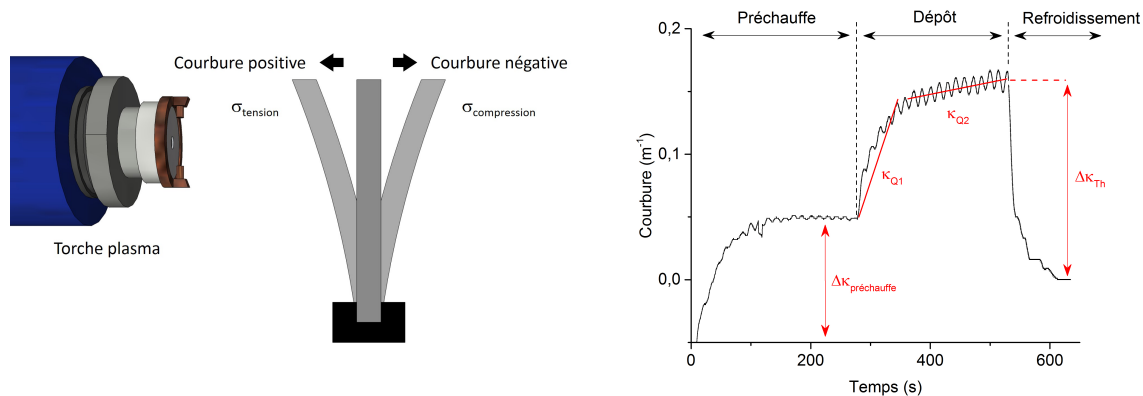 Courbure positive
Courbure négative
σtension
σcompression
Torche plasma
Préchauffe
Dépôt
Refroidissement
0,2
0,1
0,0
Courbure (m⁻¹)
κQ1
κQ2
ΔκTh
Δκpréchauffe
0
200
400
600
Temps (s)